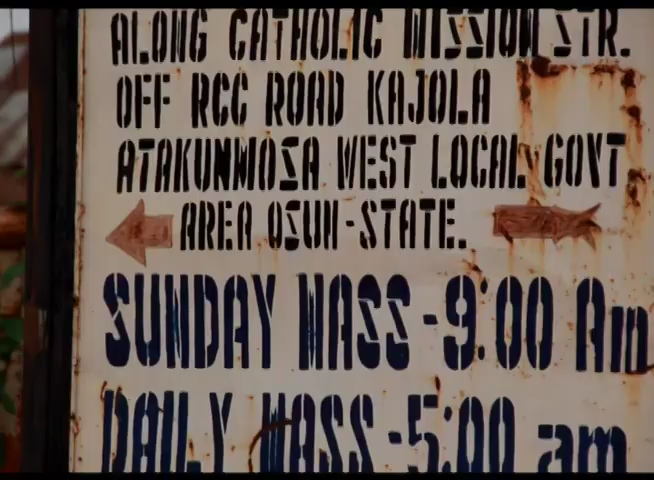 ALONG CATHOLIC MISSION STR.
OFF RCC ROAD KAJOLA
ATAKUNMOSA WEST LOCAL GOVT
AREA OSUN-STATE.
SUNDAY MASS - 9:00 Am
DAILY MASS - 5:00 am